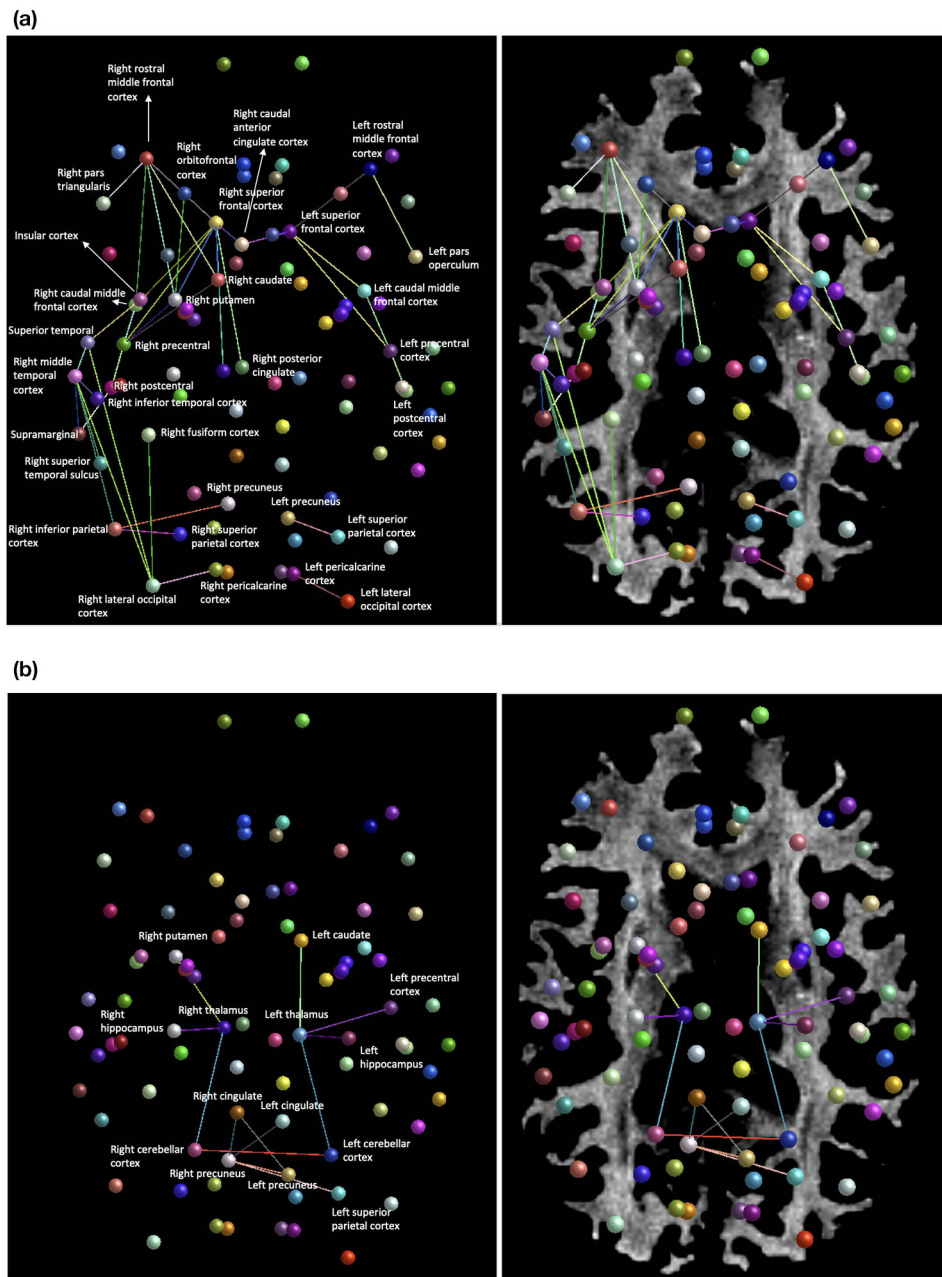 (a)
Right rostral
middle frontal
cortex
Right caudal
anterior
cingulate cortex
Left rostral
middle frontal
cortex
Right
orbitofrontal
cortex
Right pars
triangularis
Right superior
frontal cortex
Left superior
frontal cortex
Insular cortex
Left pars
operculum
Right caudate
Right caudal middle
frontal cortex
Right putamen
Left caudal middle
frontal cortex
Superior temporal
Right precentral
Left precentral
cortex
Right middle
temporal
cortex
Right posterior
cingulate
Right postcentral
Right inferior temporal cortex
Left
postcentral
cortex
Supramarginal
Right fusiform cortex
Right superior
temporal sulcus
Right precuneus
Left precuneus
Right inferior parietal
cortex
Right superior
parietal cortex
Left superior
parietal cortex
Left pericalcarine
cortex
Right lateral occipital
cortex
Right pericalcarine
cortex
Left lateral
occipital cortex
(b)
Right putamen
Left caudate
Left precentral
cortex
Right
hippocampus
Right thalamus
Left thalamus
Left
hippocampus
Right cingulate
Left cingulate
Right cerebellar
cortex
Left cerebellar
cortex
Right precuneus
Left precuneus
Left superior
parietal cortex